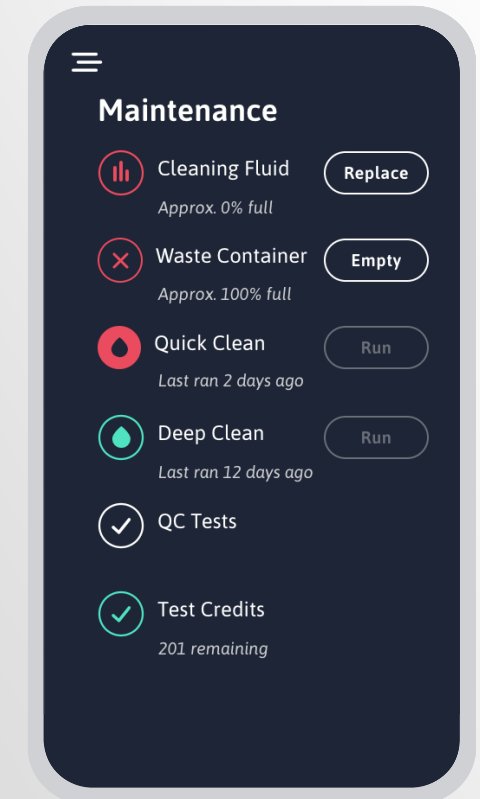 Maintenance
Cleaning Fluid
Replace
Approx. 0% full
Waste Container
Empty
Approx. 100% full
Quick Clean
Run
Last ran 2 days ago
Deep Clean
Run
Last ran 12 days ago
QC Tests
Test Credits
201 remaining